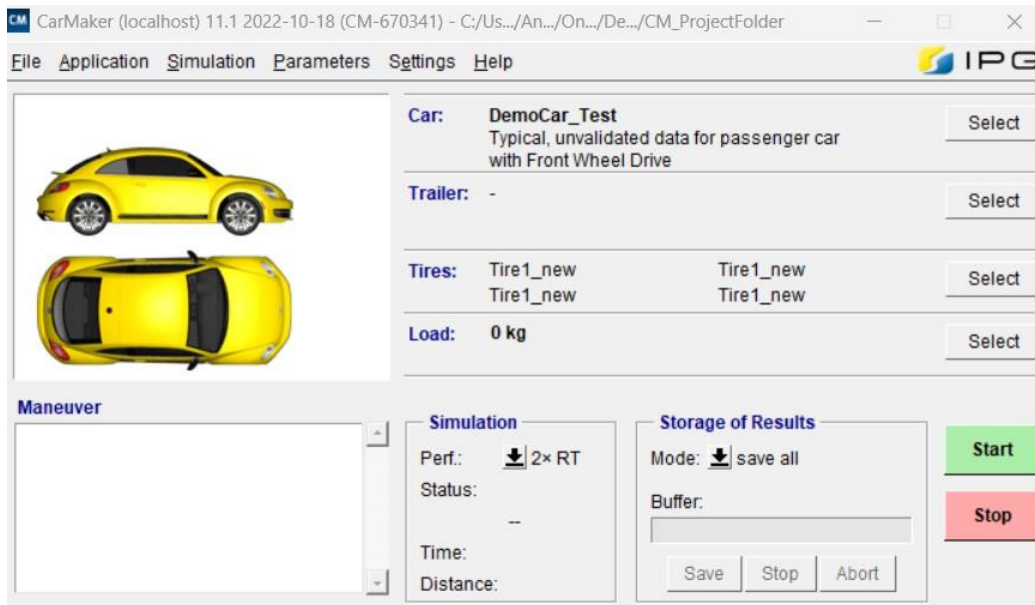 CM CarMaker (localhost) 11.1 2022-10-18 (CM-670341) - C:/Us.../An.../On.../De.../CM_ProjectFolder
File Application Simulation Parameters Settings Help IPG
Car: DemoCar_Test Select
Typical, unvalidated data for passenger car
with Front Wheel Drive
Trailer: - Select
Tires: Tire1_new Tire1_new Select
Tire1_new Tire1_new
Load: 0 kg Select
Maneuver
Simulation
Perf.: 2× RT
Status:
--
Time:
Distance:
Storage of Results
Mode: save all
Buffer:
Save Stop Abort
Start
Stop